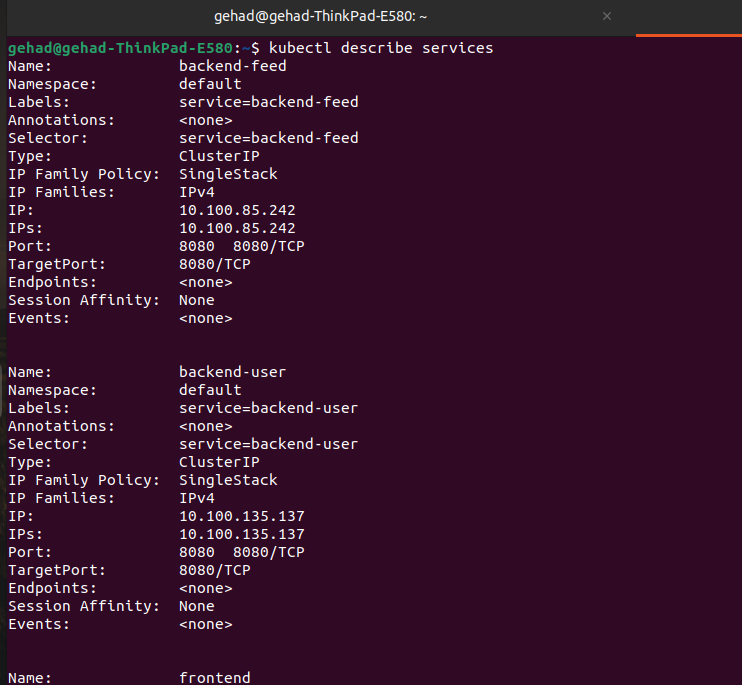 gehad@gehad-ThinkPad-E580: ~
gehad@gehad-ThinkPad-E580:~$ kubectl describe services
Name:              backend-feed
Namespace:         default
Labels:            service=backend-feed
Annotations:       <none>
Selector:          service=backend-feed
Type:              ClusterIP
IP Family Policy:  SingleStack
IP Families:       IPv4
IP:                10.100.85.242
IPs:               10.100.85.242
Port:              8080  8080/TCP
TargetPort:        8080/TCP
Endpoints:         <none>
Session Affinity:  None
Events:            <none>
Name:              backend-user
Namespace:         default
Labels:            service=backend-user
Annotations:       <none>
Selector:          service=backend-user
Type:              ClusterIP
IP Family Policy:  SingleStack
IP Families:       IPv4
IP:                10.100.135.137
IPs:               10.100.135.137
Port:              8080  8080/TCP
TargetPort:        8080/TCP
Endpoints:         <none>
Session Affinity:  None
Events:            <none>
Name:              frontend